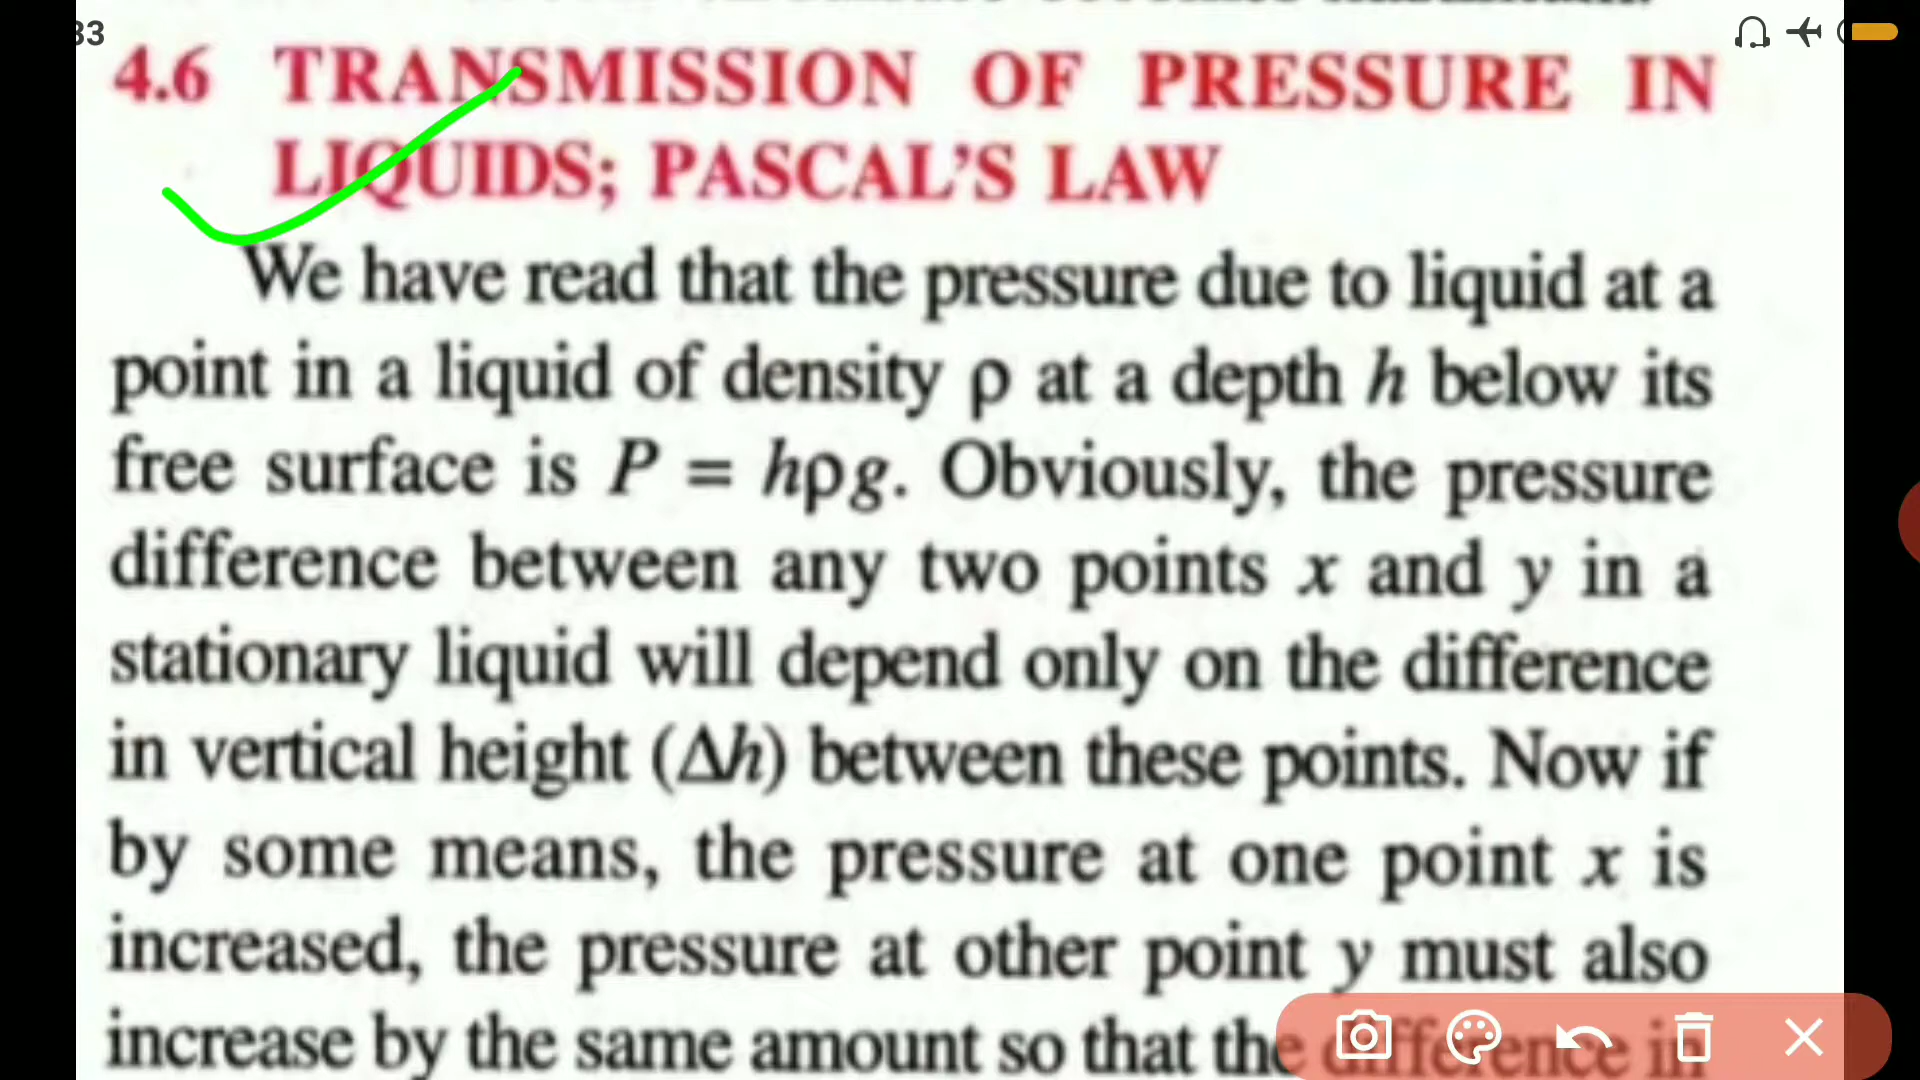 33
4.6 TRANSMISSION OF PRESSURE IN
LIQUIDS; PASCAL'S LAW
We have read that the pressure due to liquid at a
point in a liquid of density ρ at a depth h below its
free surface is P = hρg. Obviously, the pressure
difference between any two points x and y in a
stationary liquid will depend only on the difference
in vertical height (Δh) between these points. Now if
by some means, the pressure at one point x is
increased, the pressure at other point y must also
increase by the same amount so that the difference in